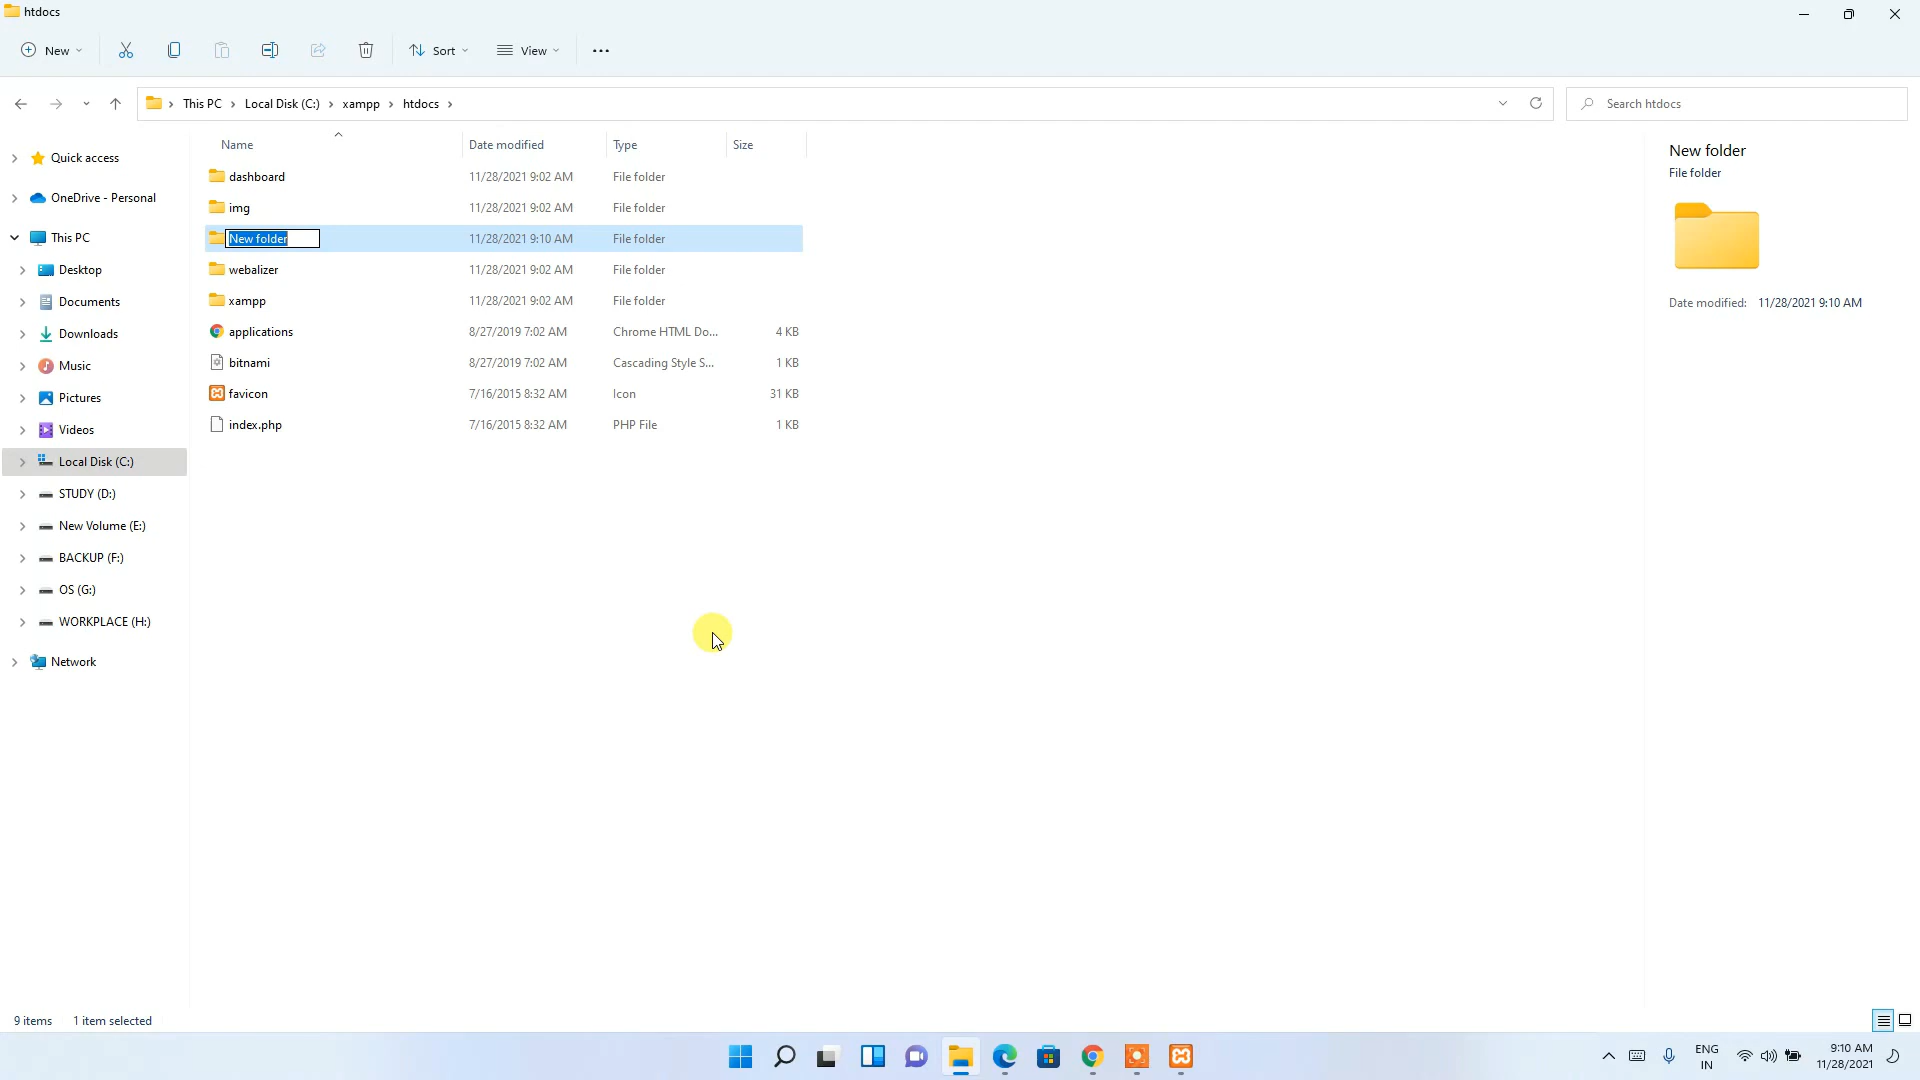 htdocs
New
Sort
View
This PC
Local Disk (C:)
xampp
htdocs
Search htdocs
Quick access
OneDrive - Personal
This PC
Desktop
Documents
Downloads
Music
Pictures
Videos
Local Disk (C:)
STUDY (D:)
New Volume (E:)
BACKUP (F:)
OS (G:)
WORKPLACE (H:)
Network
Name Date modified Type Size
dashboard 11/28/2021 9:02 AM File folder
img 11/28/2021 9:02 AM File folder
New folder 11/28/2021 9:10 AM File folder
webalizer 11/28/2021 9:02 AM File folder
xampp 11/28/2021 9:02 AM File folder
applications 8/27/2019 7:02 AM Chrome HTML Do... 4 KB
bitnami 8/27/2019 7:02 AM Cascading Style S... 1 KB
favicon 7/16/2015 8:32 AM Icon 31 KB
index.php 7/16/2015 8:32 AM PHP File 1 KB
New folder
File folder
Date modified: 11/28/2021 9:10 AM
9 items 1 item selected
ENG
IN
9:10 AM
11/28/2021